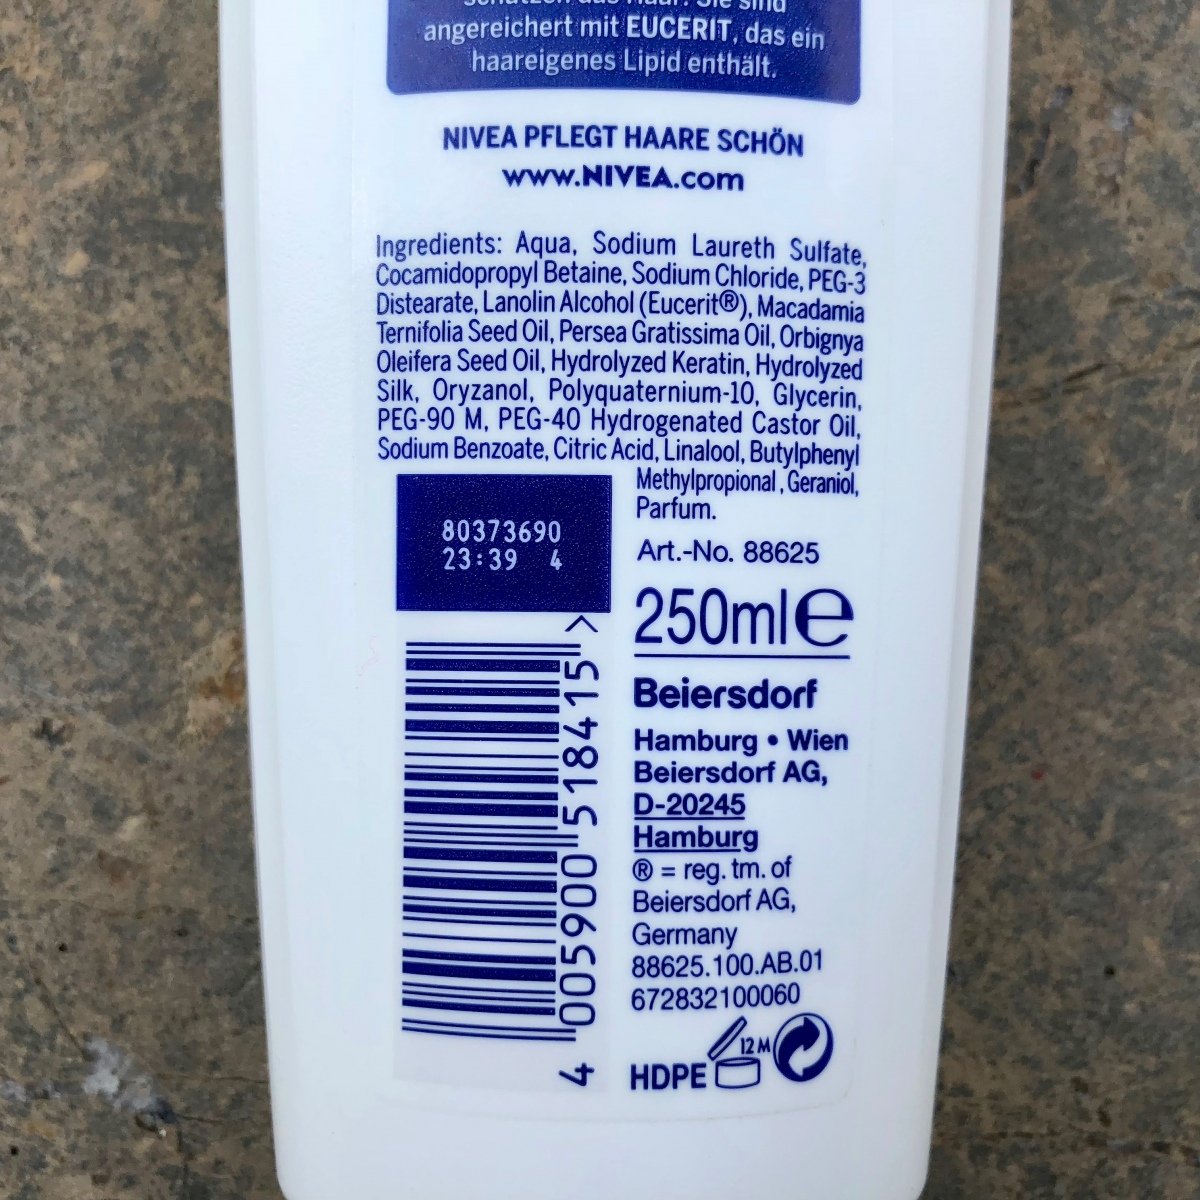 schützen das Haar. Sie sind
angereichert mit EUCERIT, das ein
haareigenes Lipid enthält.
NIVEA PFLEGT HAARE SCHÖN
www.NIVEA.com
Ingredients: Aqua, Sodium Laureth Sulfate,
Cocamidopropyl Betaine, Sodium Chloride, PEG-3
Distearate, Lanolin Alcohol (Eucerit®), Macadamia
Ternifolia Seed Oil, Persea Gratissima Oil, Orbignya
Oleifera Seed Oil, Hydrolyzed Keratin, Hydrolyzed
Silk, Oryzanol, Polyquaternium-10, Glycerin,
PEG-90 M, PEG-40 Hydrogenated Castor Oil,
Sodium Benzoate, Citric Acid, Linalool, Butylphenyl
Methylpropional, Geraniol,
Parfum.
80373690
23:39 4
Art.-No. 88625
250ml℮
4 005900 518415 >
Beiersdorf
Hamburg • Wien
Beiersdorf AG,
D-20245
Hamburg
® = reg. tm. of
Beiersdorf AG,
Germany
88625.100.AB.01
672832100060
HDPE
12 M